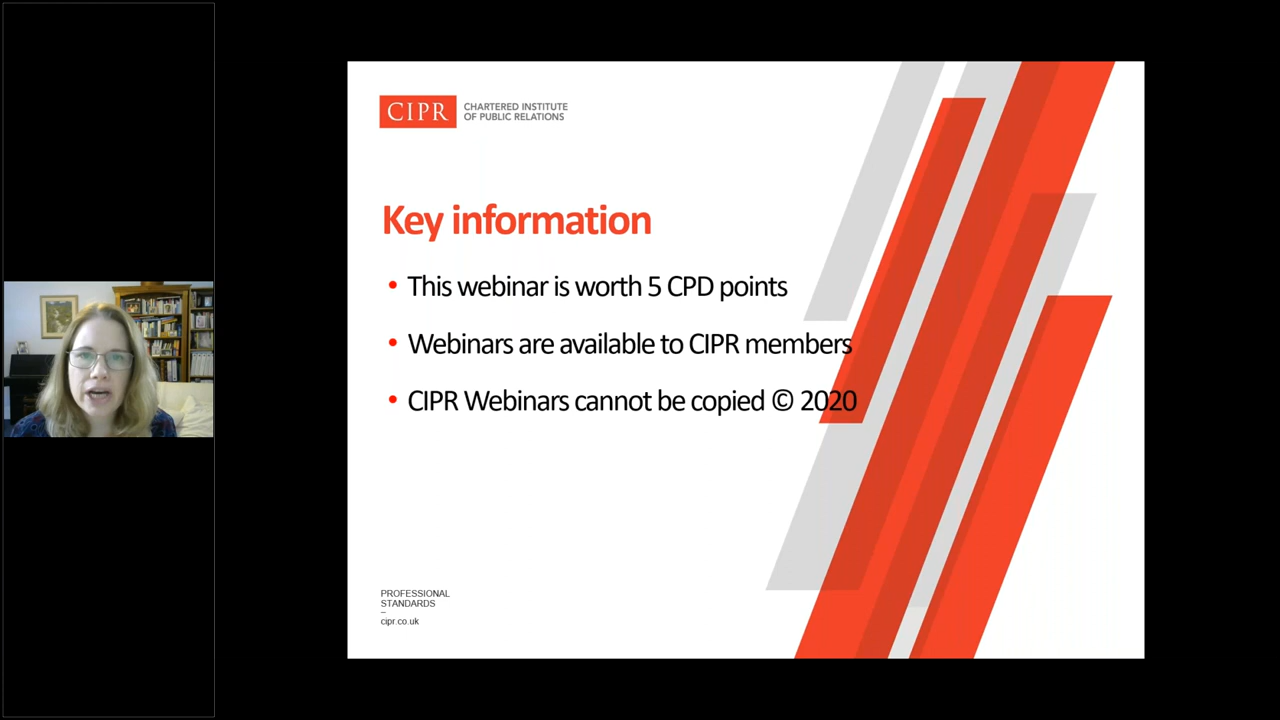 CIPR
CHARTERED INSTITUTE
OF PUBLIC RELATIONS
Key information
• This webinar is worth 5 CPD points
• Webinars are available to CIPR members
• CIPR Webinars cannot be copied © 2020
PROFESSIONAL
STANDARDS
–
cipr.co.uk